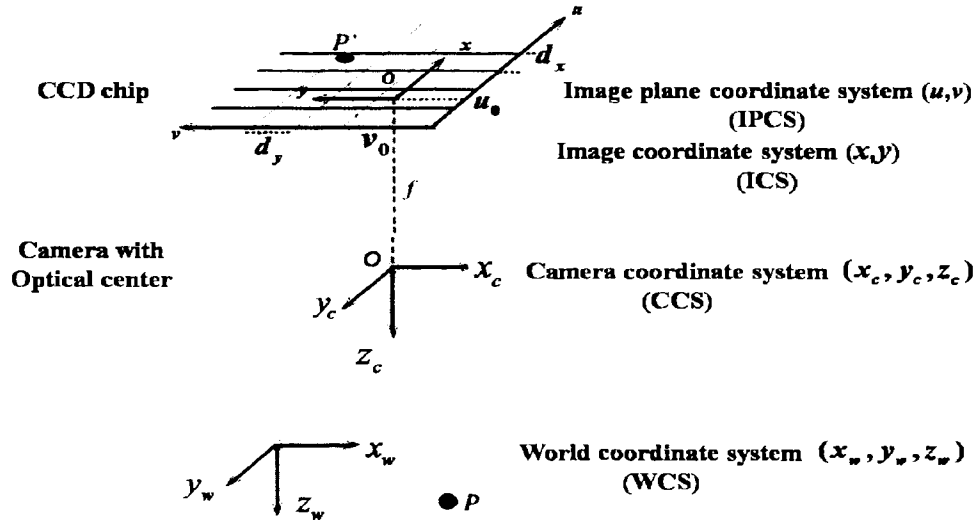 u
P'
x
d_x
o
CCD chip
y
u_0
Image plane coordinate system (u,v)
(IPCS)
v
d_y
v_0
Image coordinate system (x,y)
(ICS)
f
Camera with
Optical center
O
x_c
Camera coordinate system (x_c, y_c, z_c)
(CCS)
y_c
z_c
x_w
World coordinate system (x_w, y_w, z_w)
(WCS)
y_w
z_w
P